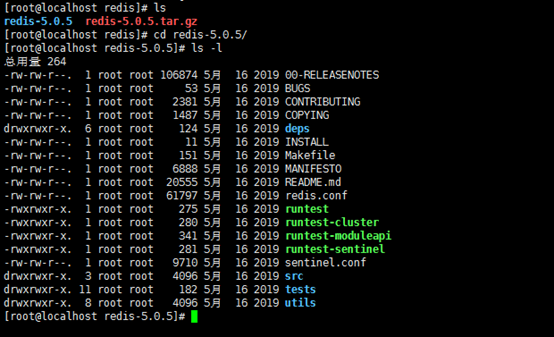 [root@localhost redis]# ls
redis-5.0.5  redis-5.0.5.tar.gz
[root@localhost redis]# cd redis-5.0.5/
[root@localhost redis-5.0.5]# ls -l
总用量 264
-rw-rw-r--.  1 root root 106874 5月  16 2019 00-RELEASENOTES
-rw-rw-r--.  1 root root     53 5月  16 2019 BUGS
-rw-rw-r--.  1 root root   2381 5月  16 2019 CONTRIBUTING
-rw-rw-r--.  1 root root   1487 5月  16 2019 COPYING
drwxrwxr-x.  6 root root    124 5月  16 2019 deps
-rw-rw-r--.  1 root root     11 5月  16 2019 INSTALL
-rw-rw-r--.  1 root root    151 5月  16 2019 Makefile
-rw-rw-r--.  1 root root   6888 5月  16 2019 MANIFESTO
-rw-rw-r--.  1 root root  20555 5月  16 2019 README.md
-rw-rw-r--.  1 root root  61797 5月  16 2019 redis.conf
-rwxrwxr-x.  1 root root    275 5月  16 2019 runtest
-rwxrwxr-x.  1 root root    280 5月  16 2019 runtest-cluster
-rwxrwxr-x.  1 root root    341 5月  16 2019 runtest-moduleapi
-rwxrwxr-x.  1 root root    281 5月  16 2019 runtest-sentinel
-rw-rw-r--.  1 root root   9710 5月  16 2019 sentinel.conf
drwxrwxr-x.  3 root root   4096 5月  16 2019 src
drwxrwxr-x. 11 root root    182 5月  16 2019 tests
drwxrwxr-x.  8 root root   4096 5月  16 2019 utils
[root@localhost redis-5.0.5]#